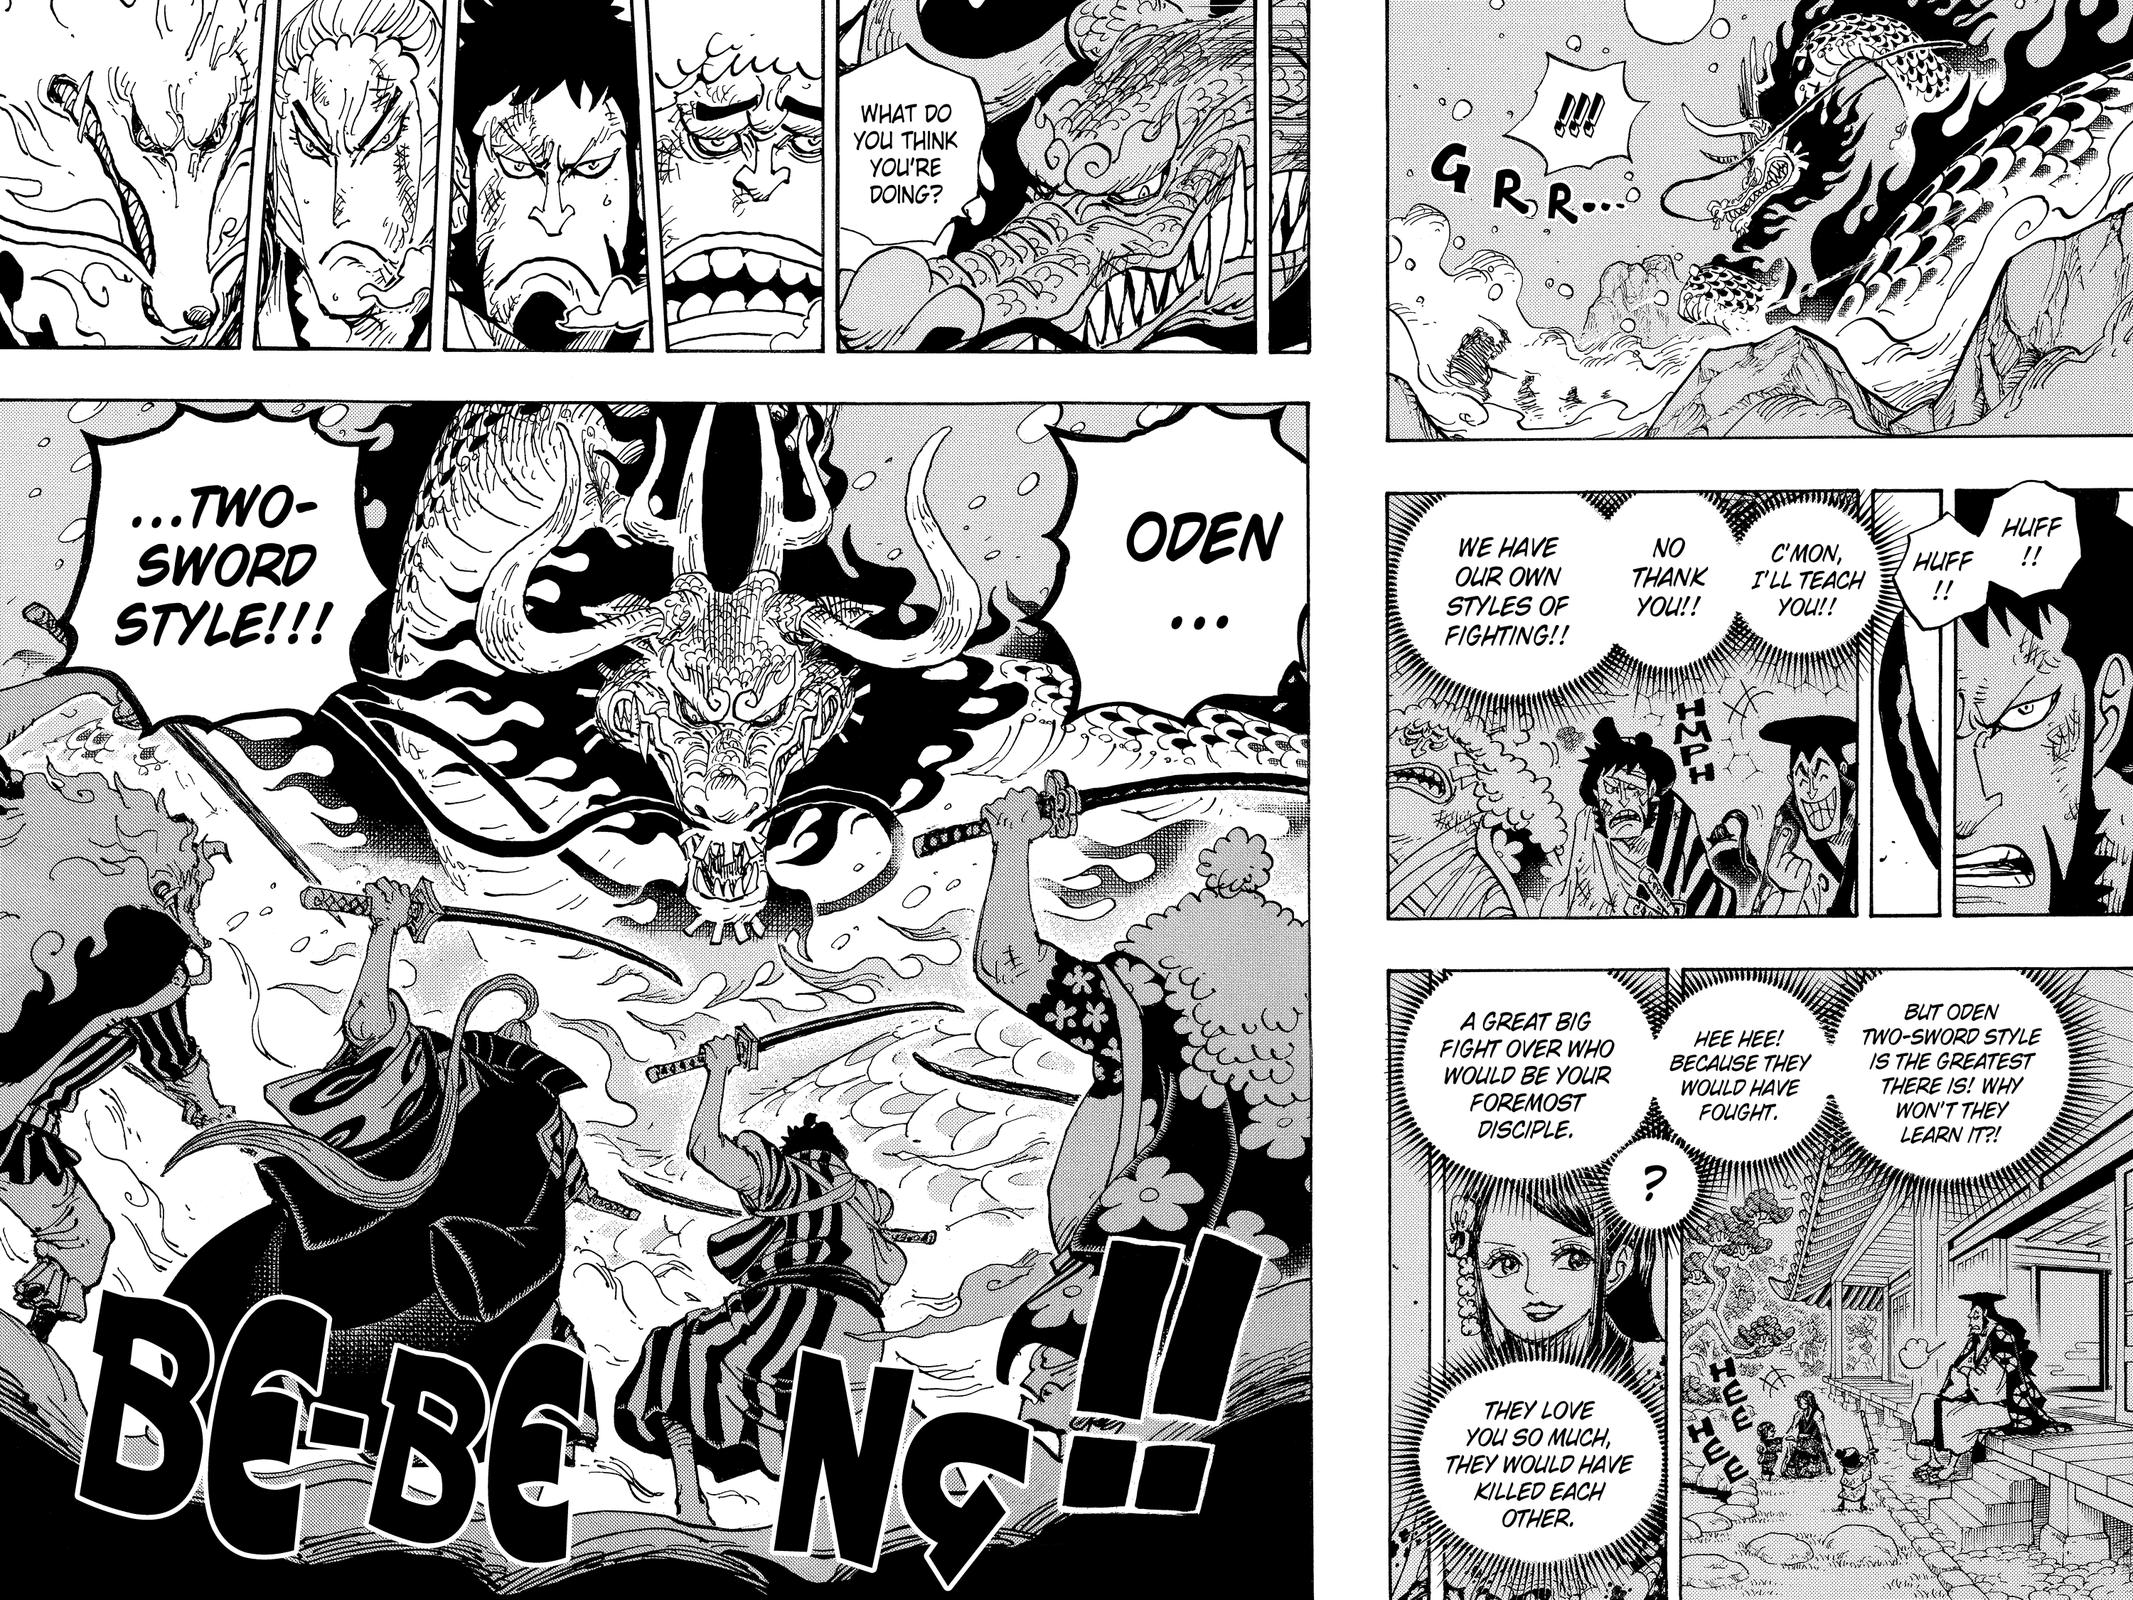 !!!
GRR...
HUFF
!!
HUFF
!!
C'MON,
I'LL TEACH
YOU!!
NO
THANK
YOU!!
WE HAVE
OUR OWN
STYLES OF
FIGHTING!!
HMPH
BUT ODEN
TWO-SWORD STYLE
IS THE GREATEST
THERE IS! WHY
WON'T THEY
LEARN IT?!
HEE HEE!
BECAUSE THEY
WOULD HAVE
FOUGHT.
?
A GREAT BIG
FIGHT OVER WHO
WOULD BE YOUR
FOREMOST
DISCIPLE.
HEE
HEE
THEY LOVE
YOU SO MUCH,
THEY WOULD HAVE
KILLED EACH
OTHER.
WHAT DO
YOU THINK
YOU'RE
DOING?
ODEN
...
...TWO-
SWORD
STYLE!!!
BE-BENG!!